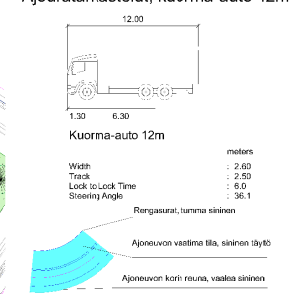 Ajouratarkastelut, kuorma-auto 12m
12.00
1.30 6.30
Kuorma-auto 12m
meters
Width : 2.60
Track : 2.50
Lock to Lock Time : 6.0
Steering Angle : 36.1
Rengasurat, tumma sininen
Ajoneuvon vaatima tila, sininen täyttö
Ajoneuvon korin reuna, vaalea sininen